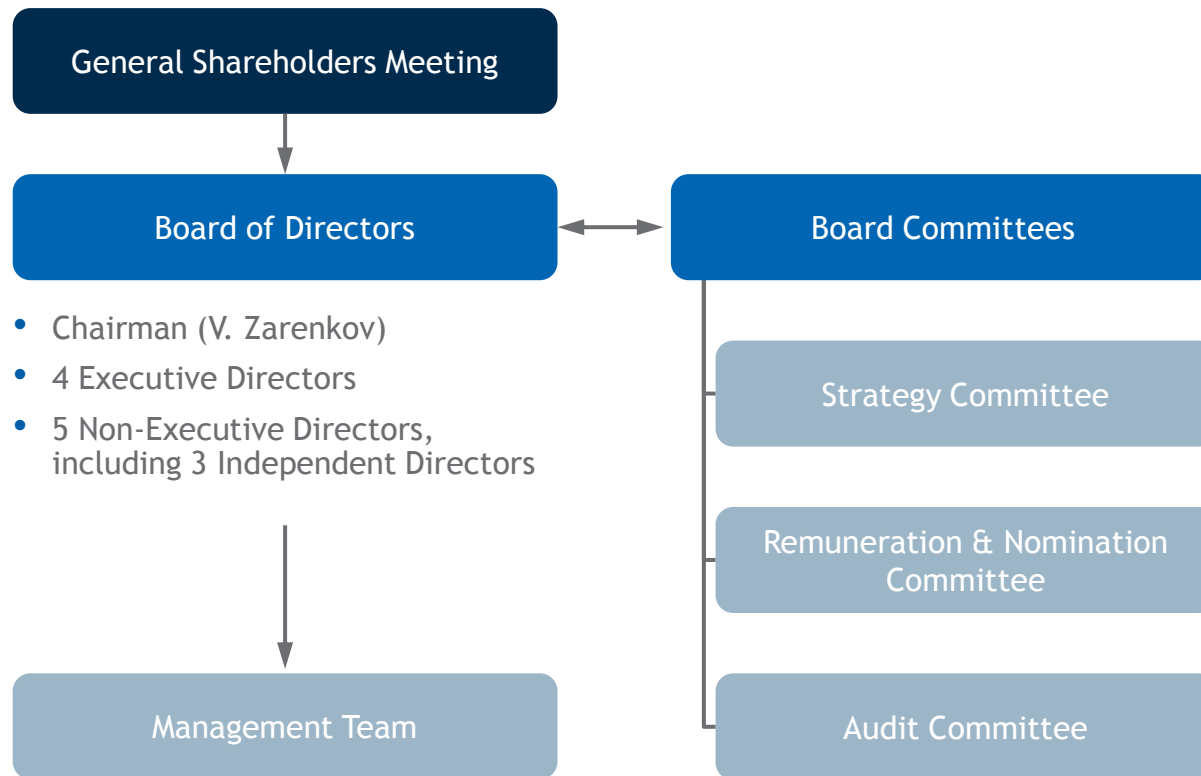 General Shareholders Meeting
Board of Directors
Board Committees
• Chairman (V. Zarenkov)
• 4 Executive Directors
• 5 Non-Executive Directors,
including 3 Independent Directors
Strategy Committee
Remuneration & Nomination
Committee
Management Team
Audit Committee